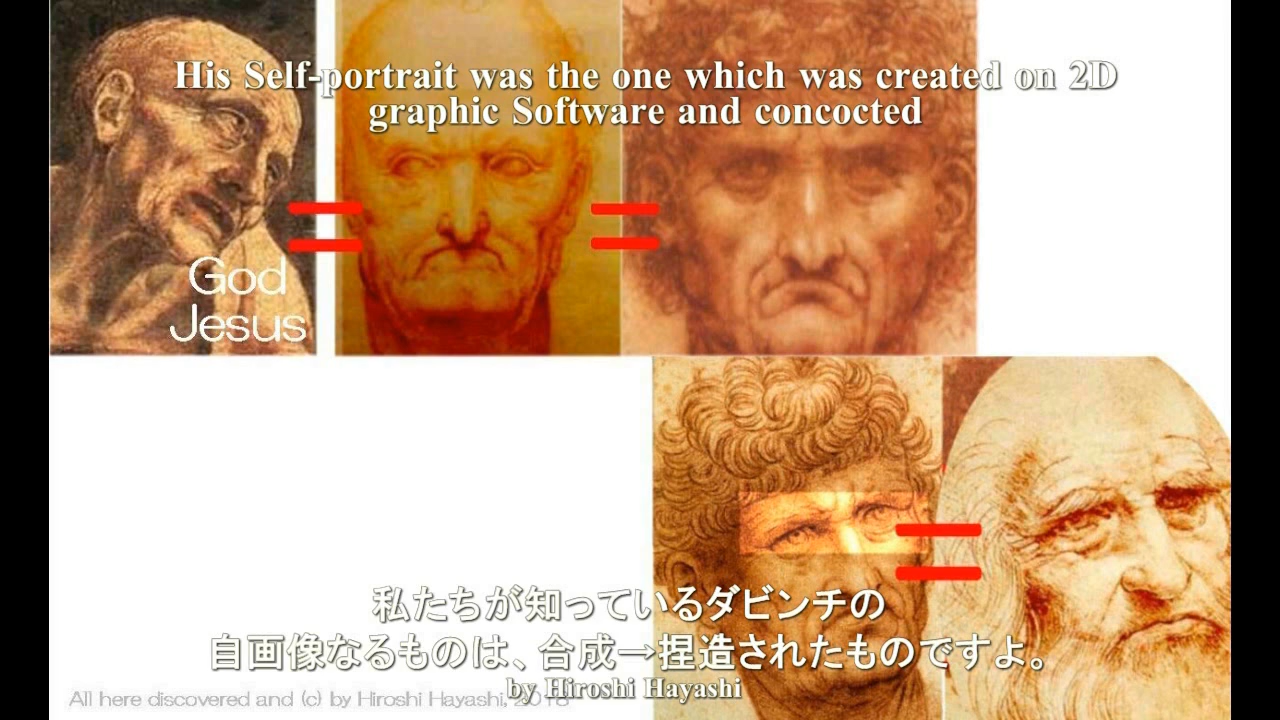 His Self-portrait was the one which was created on 2D
graphic Software and concocted
God
Jesus
私たちが知っているダビンチの
自画像なるものは、合成→捏造されたものですよ。
by Hiroshi Hayashi
All here discovered and (c) by Hiroshi Hayashi,